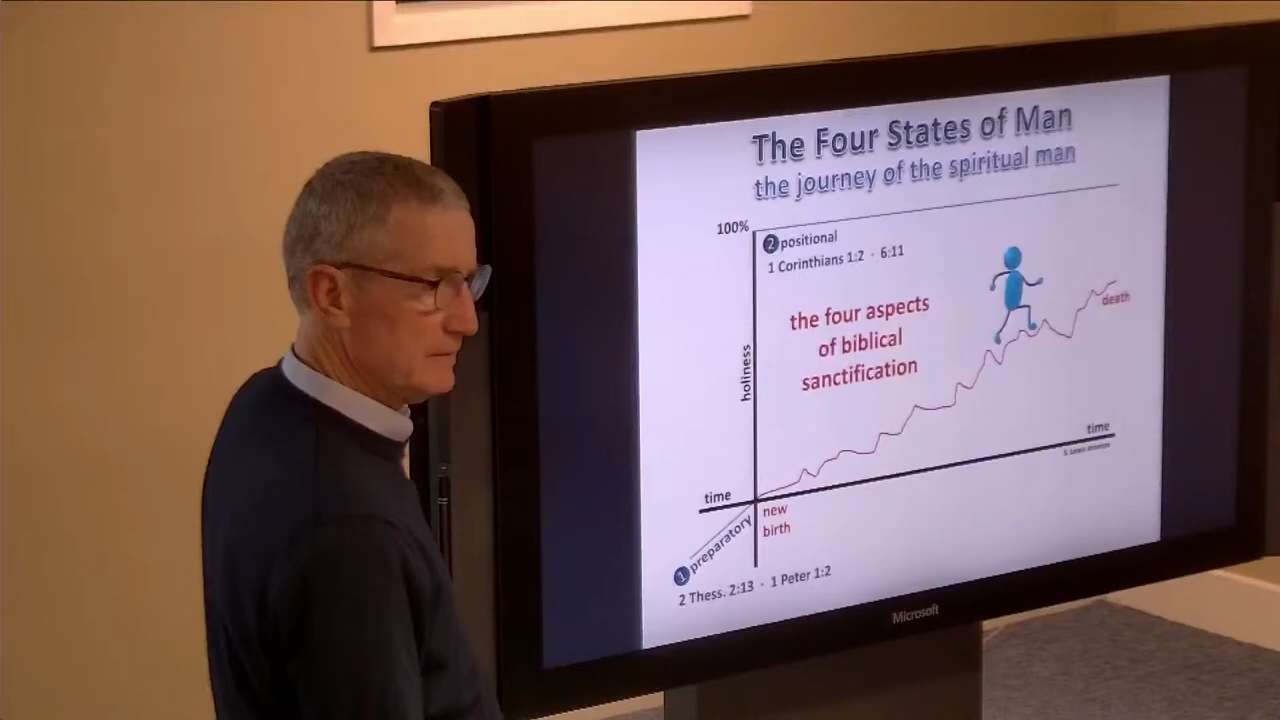 The Four States of Man
the journey of the spiritual man
100%
2 positional
1 Corinthians 1:2 · 6:11
the four aspects
of biblical
sanctification
holiness
death
time
time
new
birth
1 preparatory
2 Thess. 2:13 · 1 Peter 1:2
Microsoft